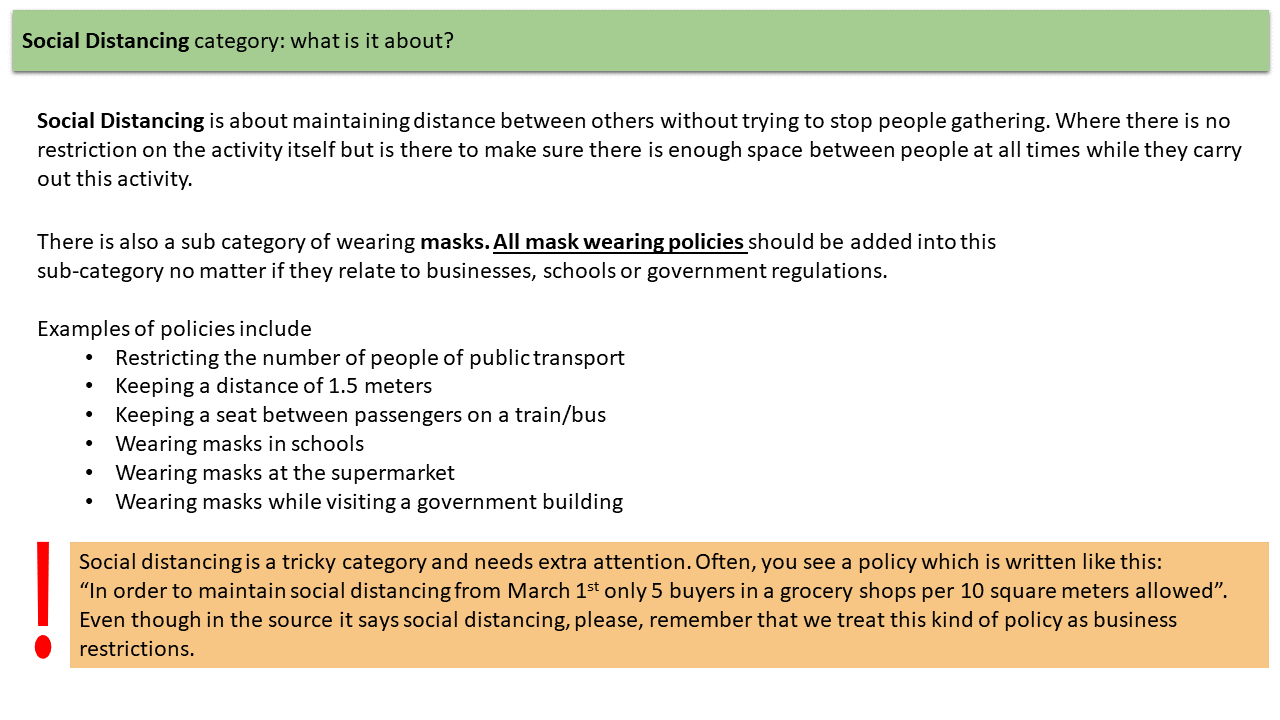 Social Distancing category: what is it about?
Social Distancing is about maintaining distance between others without trying to stop people gathering. Where there is no
restriction on the activity itself but is there to make sure there is enough space between people at all times while they carry
out this activity.
There is also a sub category of wearing masks. All mask wearing policies should be added into this
sub-category no matter if they relate to businesses, schools or government regulations.
Examples of policies include
• Restricting the number of people of public transport
• Keeping a distance of 1.5 meters
• Keeping a seat between passengers on a train/bus
• Wearing masks in schools
• Wearing masks at the supermarket
• Wearing masks while visiting a government building
! Social distancing is a tricky category and needs extra attention. Often, you see a policy which is written like this:
“In order to maintain social distancing from March 1st only 5 buyers in a grocery shops per 10 square meters allowed”.
Even though in the source it says social distancing, please, remember that we treat this kind of policy as business
restrictions.